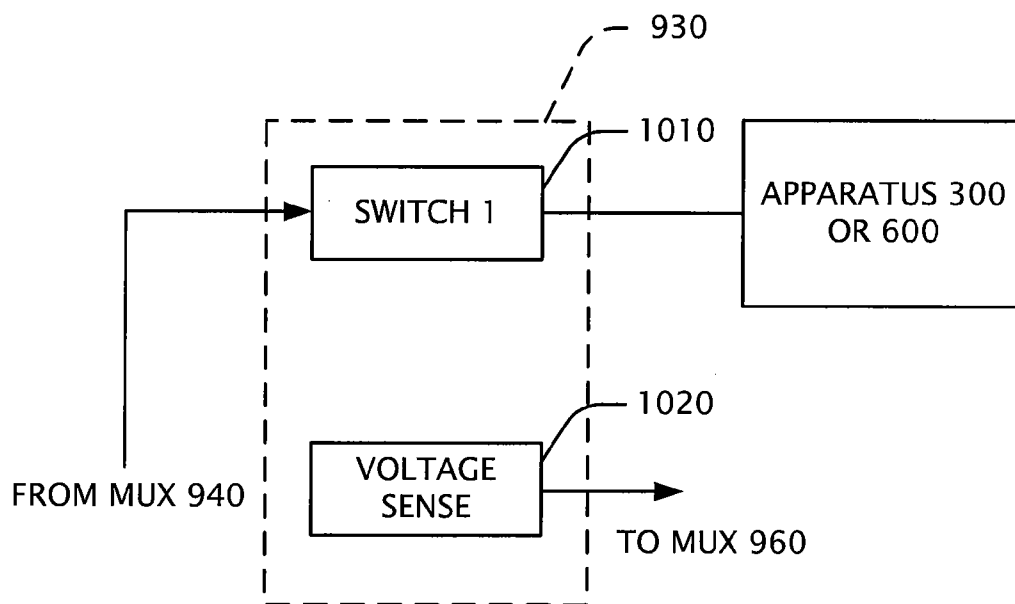 930
1010
SWITCH 1
APPARATUS 300
OR 600
1020
VOLTAGE
SENSE
FROM MUX 940
TO MUX 960